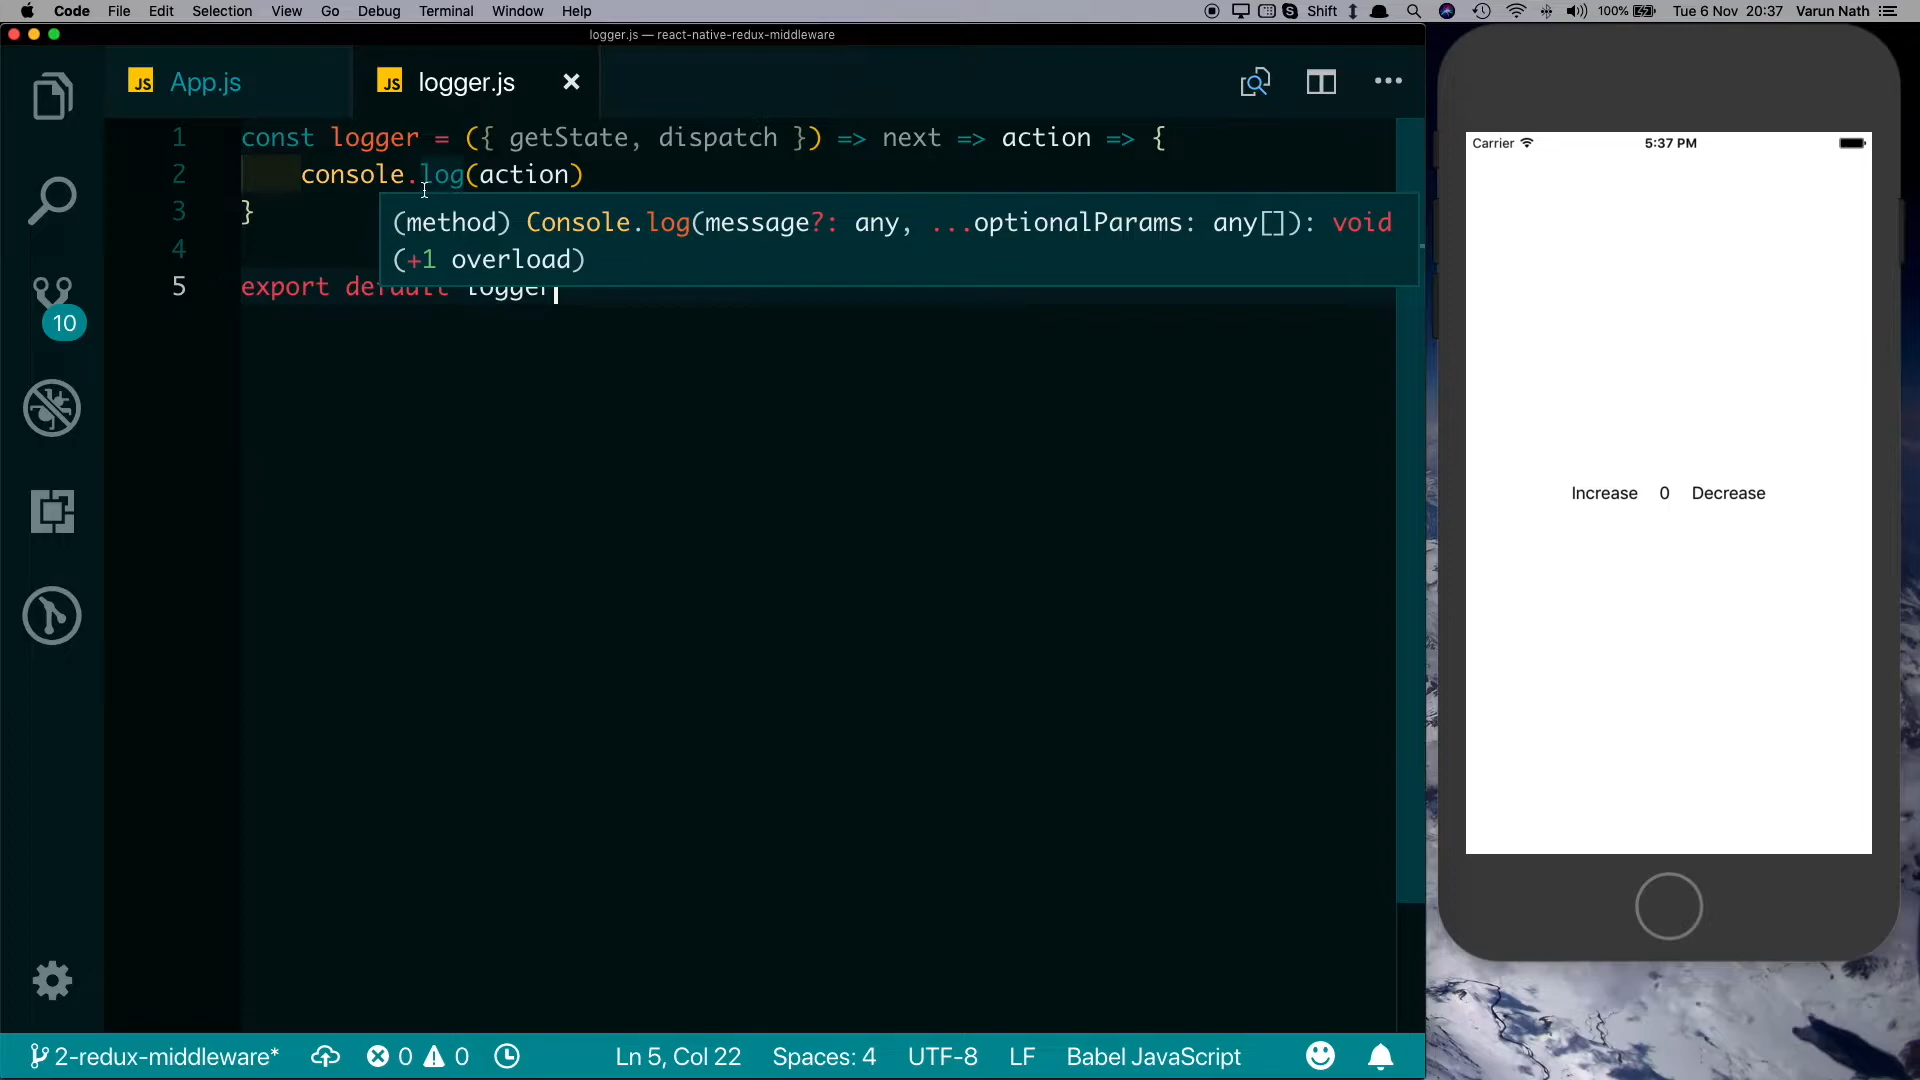 Code File Edit Selection View Go Debug Terminal Window Help Shift 100% Tue 6 Nov 20:37 Varun Nath
logger.js — react-native-redux-middleware
JS App.js JS logger.js
1 const logger = ({ getState, dispatch }) => next => action => {
2 console.log(action)
3 }
(method) Console.log(message?: any, ...optionalParams: any[]): void
4
(+1 overload)
5 export default logger
10
Carrier 5:37 PM
Increase 0 Decrease
2-redux-middleware* 0 0 Ln 5, Col 22 Spaces: 4 UTF-8 LF Babel JavaScript